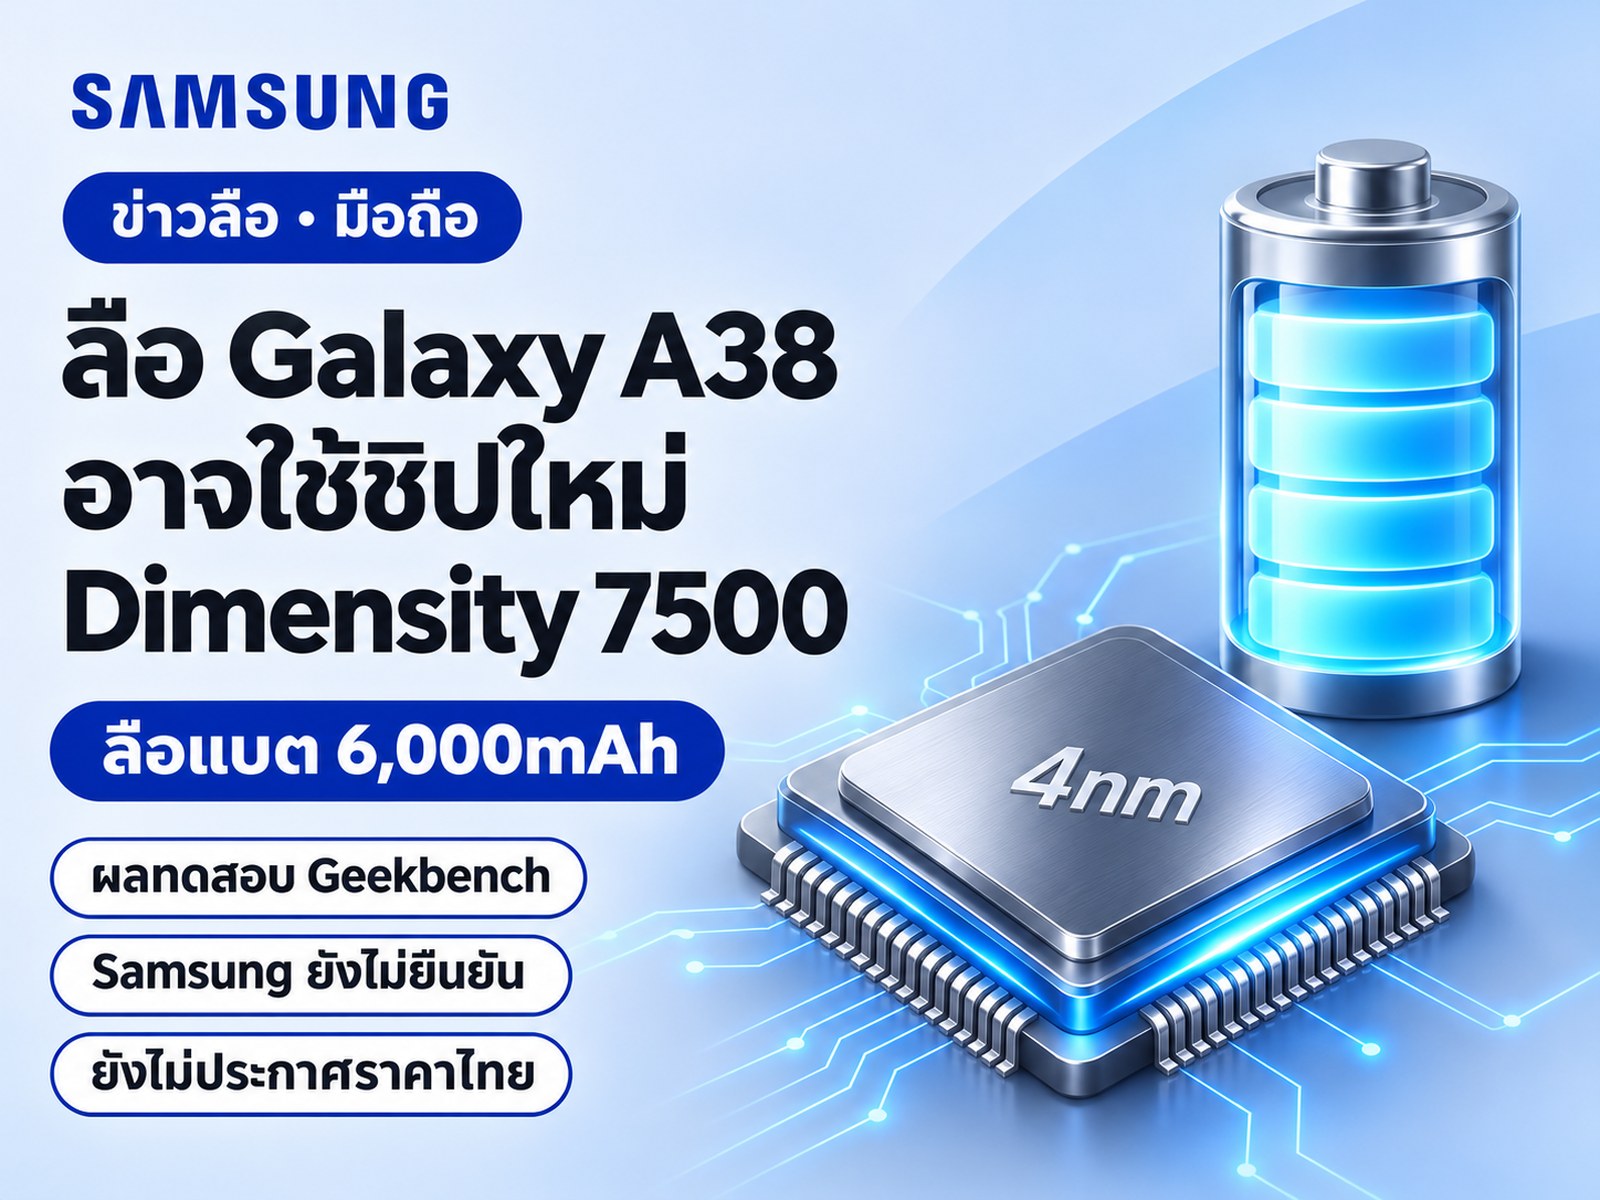 SAMSUNG
ข่าวลือ • มือถือ
ลือ Galaxy A38
อาจใช้ชิปใหม่
Dimensity 7500
ลือแบต 6,000mAh
ผลทดสอบ Geekbench
Samsung ยังไม่ยืนยัน
ยังไม่ประกาศราคาไทย
4nm